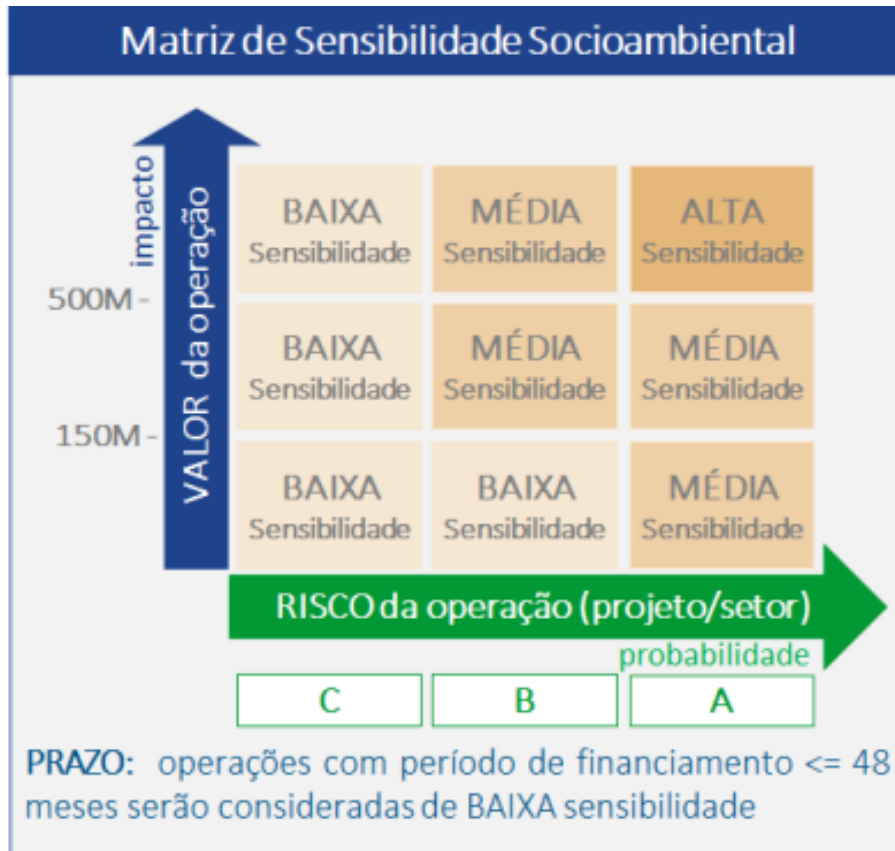 Matriz de Sensibilidade Socioambiental
impacto
VALOR da operação
500M -
150M -
BAIXA
Sensibilidade
MÉDIA
Sensibilidade
ALTA
Sensibilidade
BAIXA
Sensibilidade
MÉDIA
Sensibilidade
MÉDIA
Sensibilidade
BAIXA
Sensibilidade
BAIXA
Sensibilidade
MÉDIA
Sensibilidade
RISCO da operação (projeto/setor)
probabilidade
C
B
A
PRAZO: operações com período de financiamento <= 48
meses serão consideradas de BAIXA sensibilidade